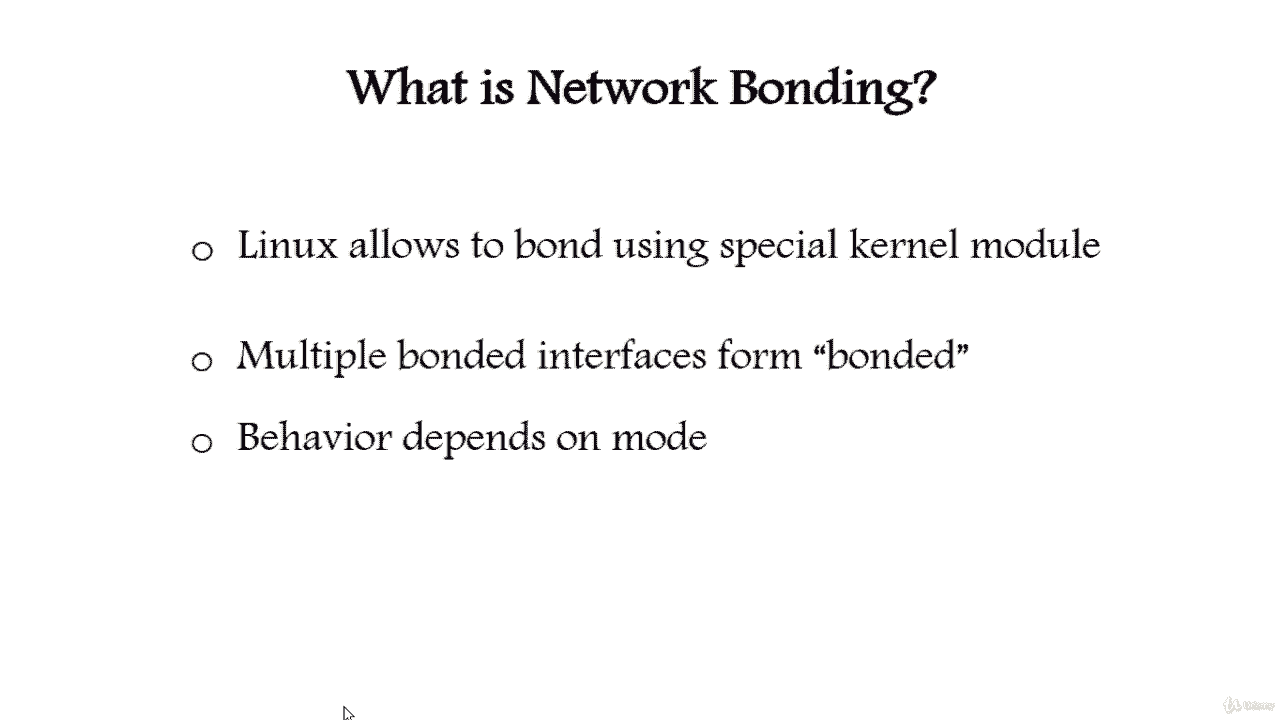 What is Network Bonding?
o Linux allows to bond using special kernel module
o Multiple bonded interfaces form “bonded”
o Behavior depends on mode
Udemy